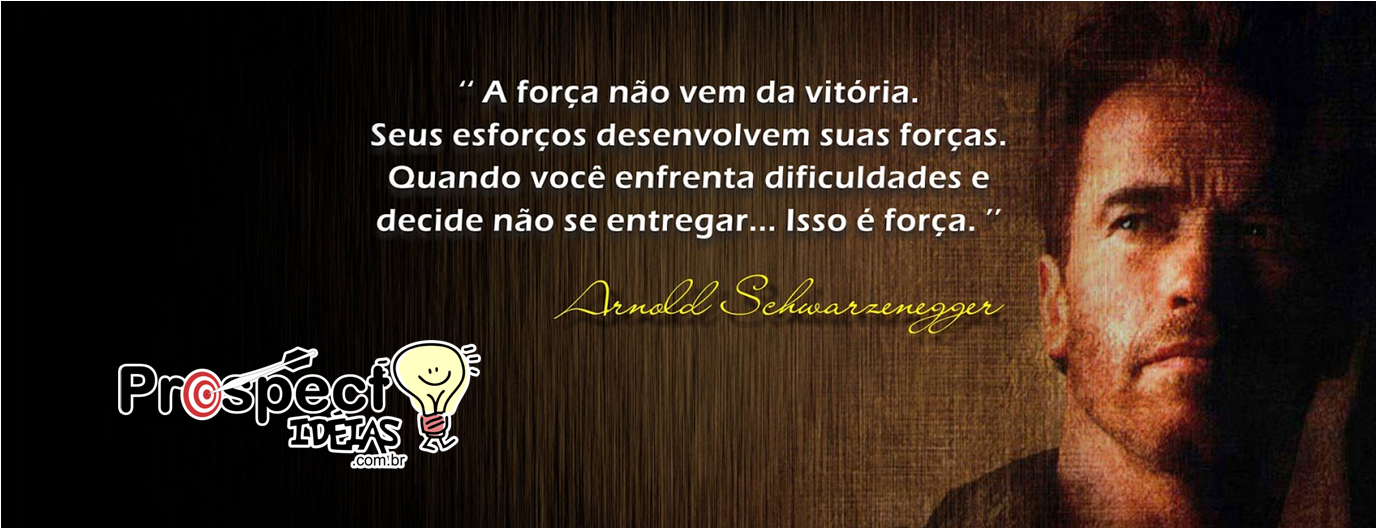 “ A força não vem da vitória.
Seus esforços desenvolvem suas forças.
Quando você enfrenta dificuldades e
decide não se entregar... Isso é força. ”
Arnold Schwarzenegger
Prospect
IDÉIAS
.com.br